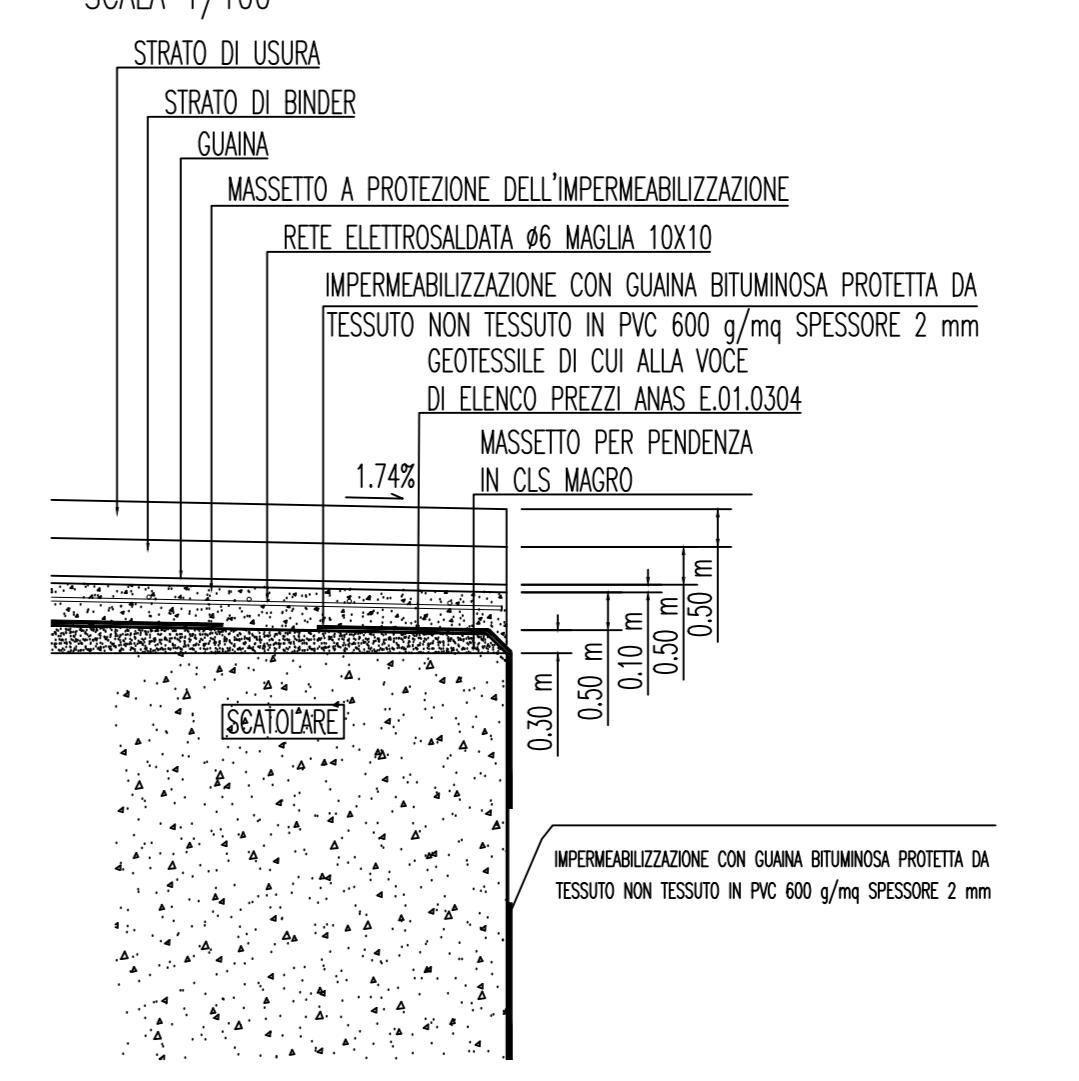 SCALA 1/100
STRATO DI USURA
STRATO DI BINDER
GUAINA
MASSETTO A PROTEZIONE DELL'IMPERMEABILIZZAZIONE
RETE ELETTROSALDATA ø6 MAGLIA 10X10
IMPERMEABILIZZAZIONE CON GUAINA BITUMINOSA PROTETTA DA
TESSUTO NON TESSUTO IN PVC 600 g/mq SPESSORE 2 mm
GEOTESSILE DI CUI ALLA VOCE
DI ELENCO PREZZI ANAS E.01.0304
MASSETTO PER PENDENZA
IN CLS MAGRO
1.74%
0.30 m
0.50 m
0.10 m
0.50 m
0.50 m
SCATOLARE
IMPERMEABILIZZAZIONE CON GUAINA BITUMINOSA PROTETTA DA
TESSUTO NON TESSUTO IN PVC 600 g/mq SPESSORE 2 mm